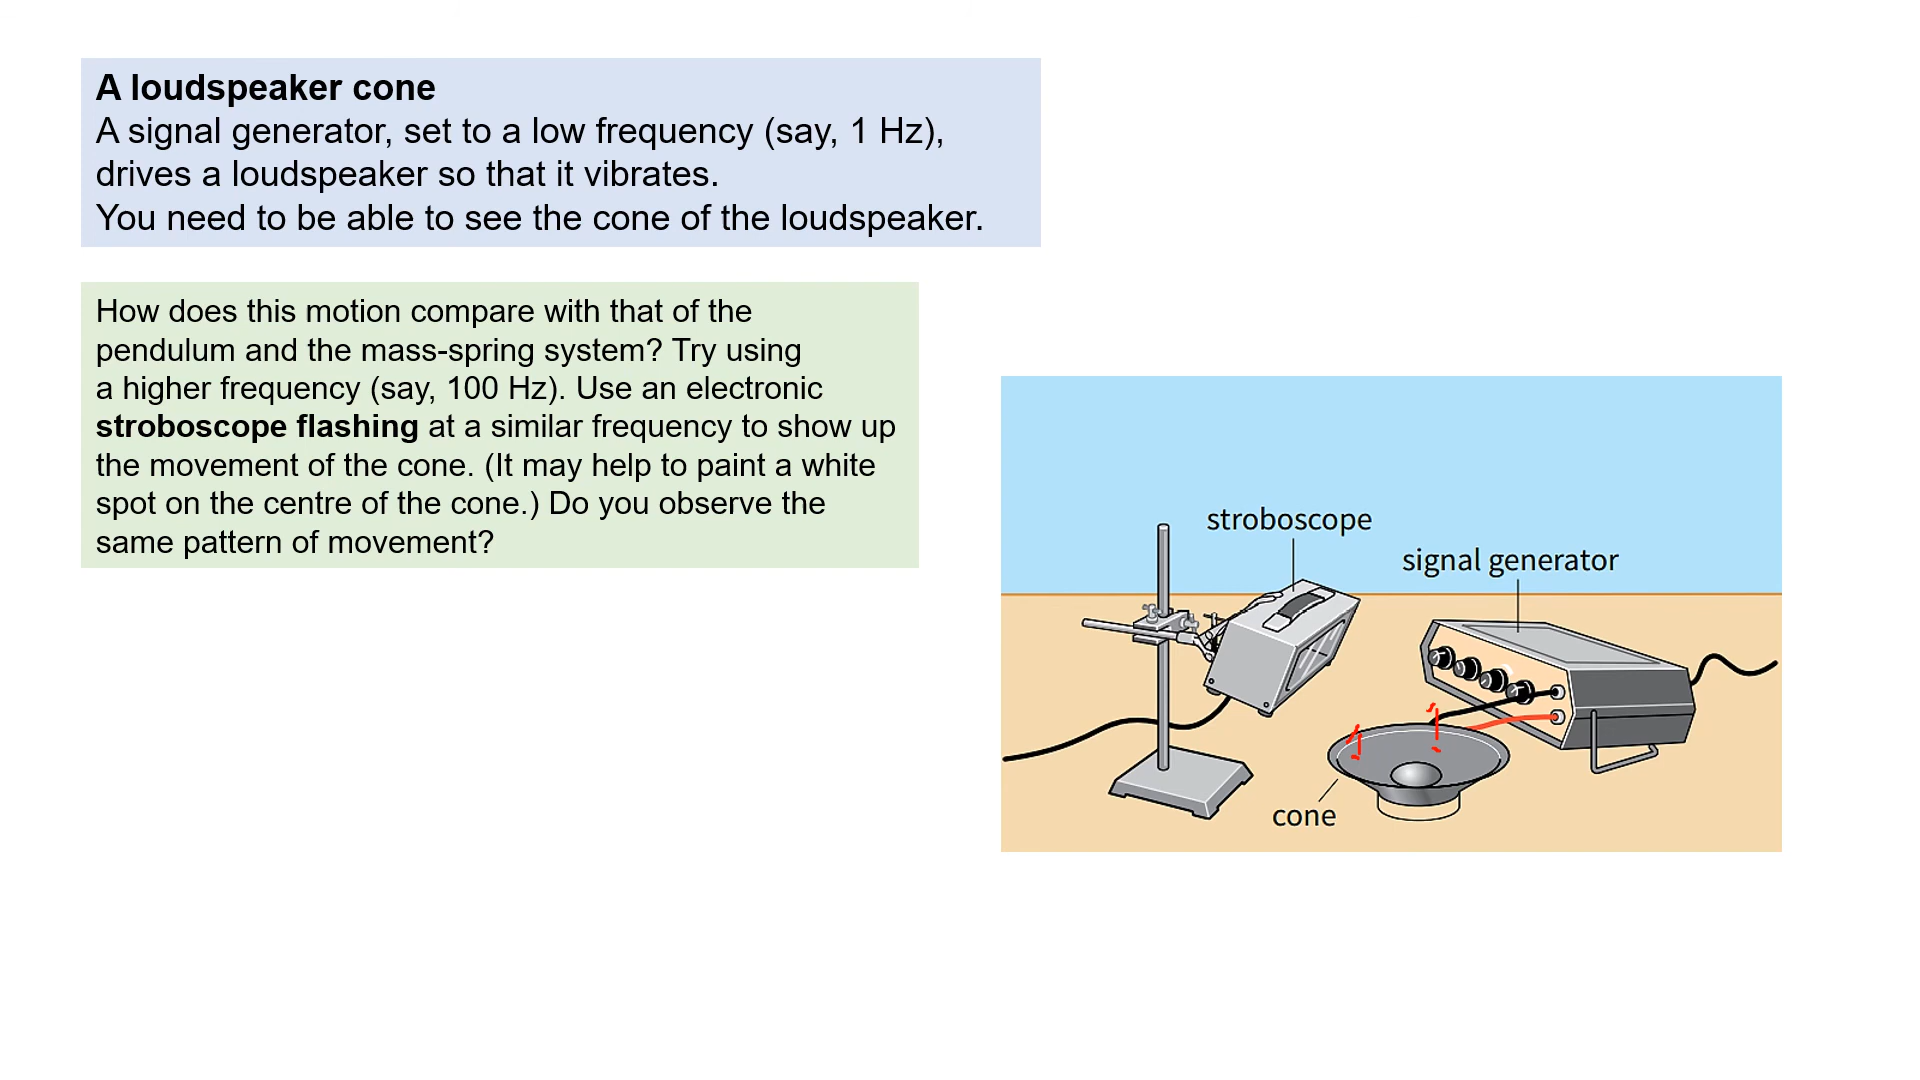 A loudspeaker cone
A signal generator, set to a low frequency (say, 1 Hz),
drives a loudspeaker so that it vibrates.
You need to be able to see the cone of the loudspeaker.
How does this motion compare with that of the
pendulum and the mass-spring system? Try using
a higher frequency (say, 100 Hz). Use an electronic
stroboscope flashing at a similar frequency to show up
the movement of the cone. (It may help to paint a white
spot on the centre of the cone.) Do you observe the
same pattern of movement?
stroboscope
signal generator
cone